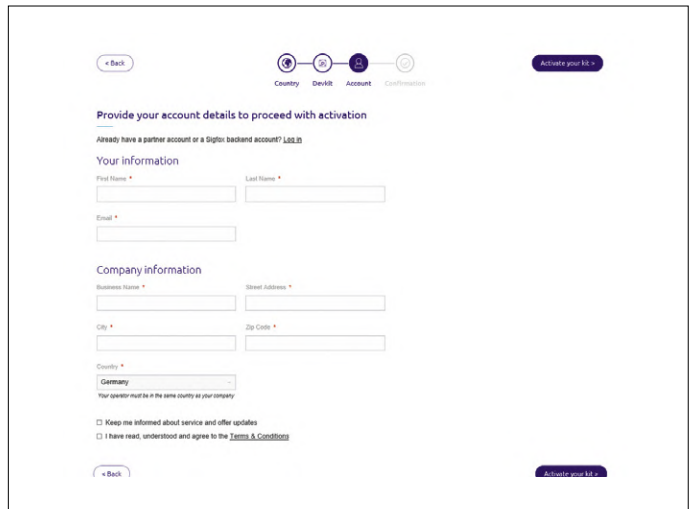 < Back
Activate your kit >
Country Devkit Account Confirmation
Provide your account details to proceed with activation
Already have a partner account or a Sigfox backend account? Log in
Your information
First Name * Last Name *
Email *
Company information
Business Name * Street Address *
City * Zip Code *
Country *
Germany
Your operator must be in the same country as your company
Keep me informed about service and offer updates
I have read, understood and agree to the Terms & Conditions
< Back
Activate your kit >